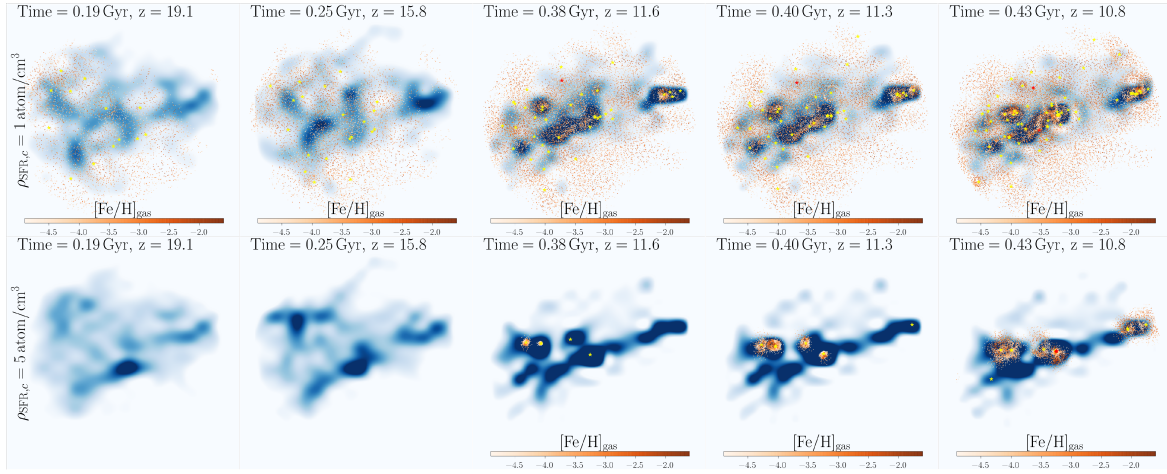 Time = 0.19 Gyr, z = 19.1
Time = 0.25 Gyr, z = 15.8
Time = 0.38 Gyr, z = 11.6
Time = 0.40 Gyr, z = 11.3
Time = 0.43 Gyr, z = 10.8
ρSFR,c = 1 atom/cm³
[Fe/H]gas
−4.5 −4.0 −3.5 −3.0 −2.5 −2.0
[Fe/H]gas
−4.5 −4.0 −3.5 −3.0 −2.5 −2.0
[Fe/H]gas
−4.5 −4.0 −3.5 −3.0 −2.5 −2.0
[Fe/H]gas
−4.5 −4.0 −3.5 −3.0 −2.5 −2.0
[Fe/H]gas
−4.5 −4.0 −3.5 −3.0 −2.5 −2.0
Time = 0.19 Gyr, z = 19.1
Time = 0.25 Gyr, z = 15.8
Time = 0.38 Gyr, z = 11.6
Time = 0.40 Gyr, z = 11.3
Time = 0.43 Gyr, z = 10.8
ρSFR,c = 5 atom/cm³
[Fe/H]gas
−4.5 −4.0 −3.5 −3.0 −2.5 −2.0
[Fe/H]gas
−4.5 −4.0 −3.5 −3.0 −2.5 −2.0
[Fe/H]gas
−4.5 −4.0 −3.5 −3.0 −2.5 −2.0